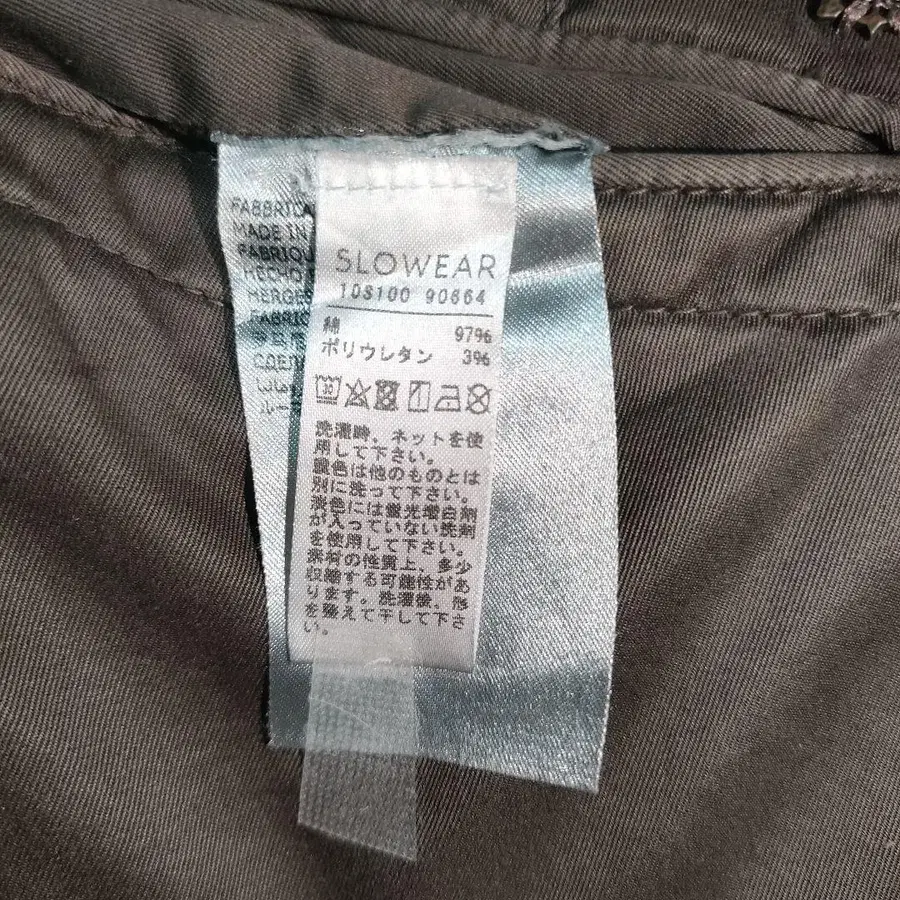 FABBRICA
MADE IN
FABRIQU
HECHO
HERGES
FABRIC
СДЕЛ
ルー
SLOWEAR
10S100 90664
綿 97%
ポリウレタン 3%
30
洗濯時、ネットを使
用して下さい。
濃色は他のものとは
別に洗って下さい。
淡色には蛍光増白剤
が入っていない洗剤
を使用して下さい。
素材の性質上、多少
収縮する可能性があ
ります。洗濯後、形
を整えて干して下さ
い。